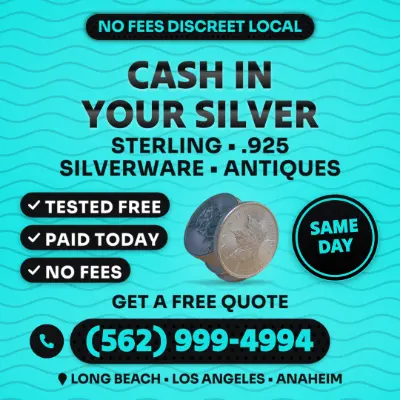 NO FEES DISCREET LOCAL
CASH IN
YOUR SILVER
STERLING • .925
SILVERWARE • ANTIQUES
TESTED FREE
PAID TODAY
NO FEES
SAME
DAY
GET A FREE QUOTE
(562) 999-4994
LONG BEACH • LOS ANGELES • ANAHEIM